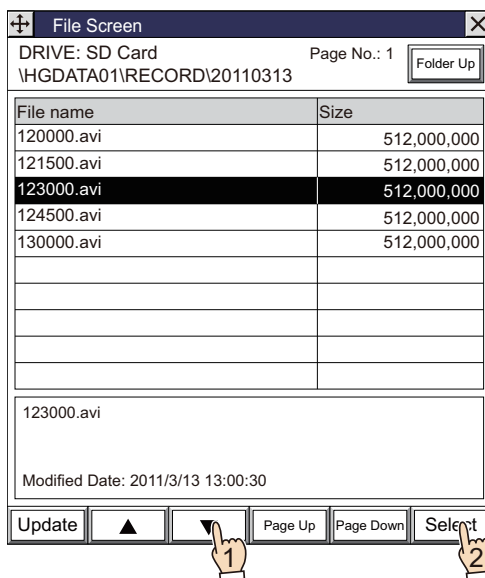 File Screen
DRIVE: SD Card Page No.: 1 Folder Up
\HGDATA01\RECORD\20110313
File name Size
120000.avi 512,000,000
121500.avi 512,000,000
123000.avi 512,000,000
124500.avi 512,000,000
130000.avi 512,000,000
123000.avi
Modified Date: 2011/3/13 13:00:30
Update ▲ ▼ Page Up Page Down Select
1 2